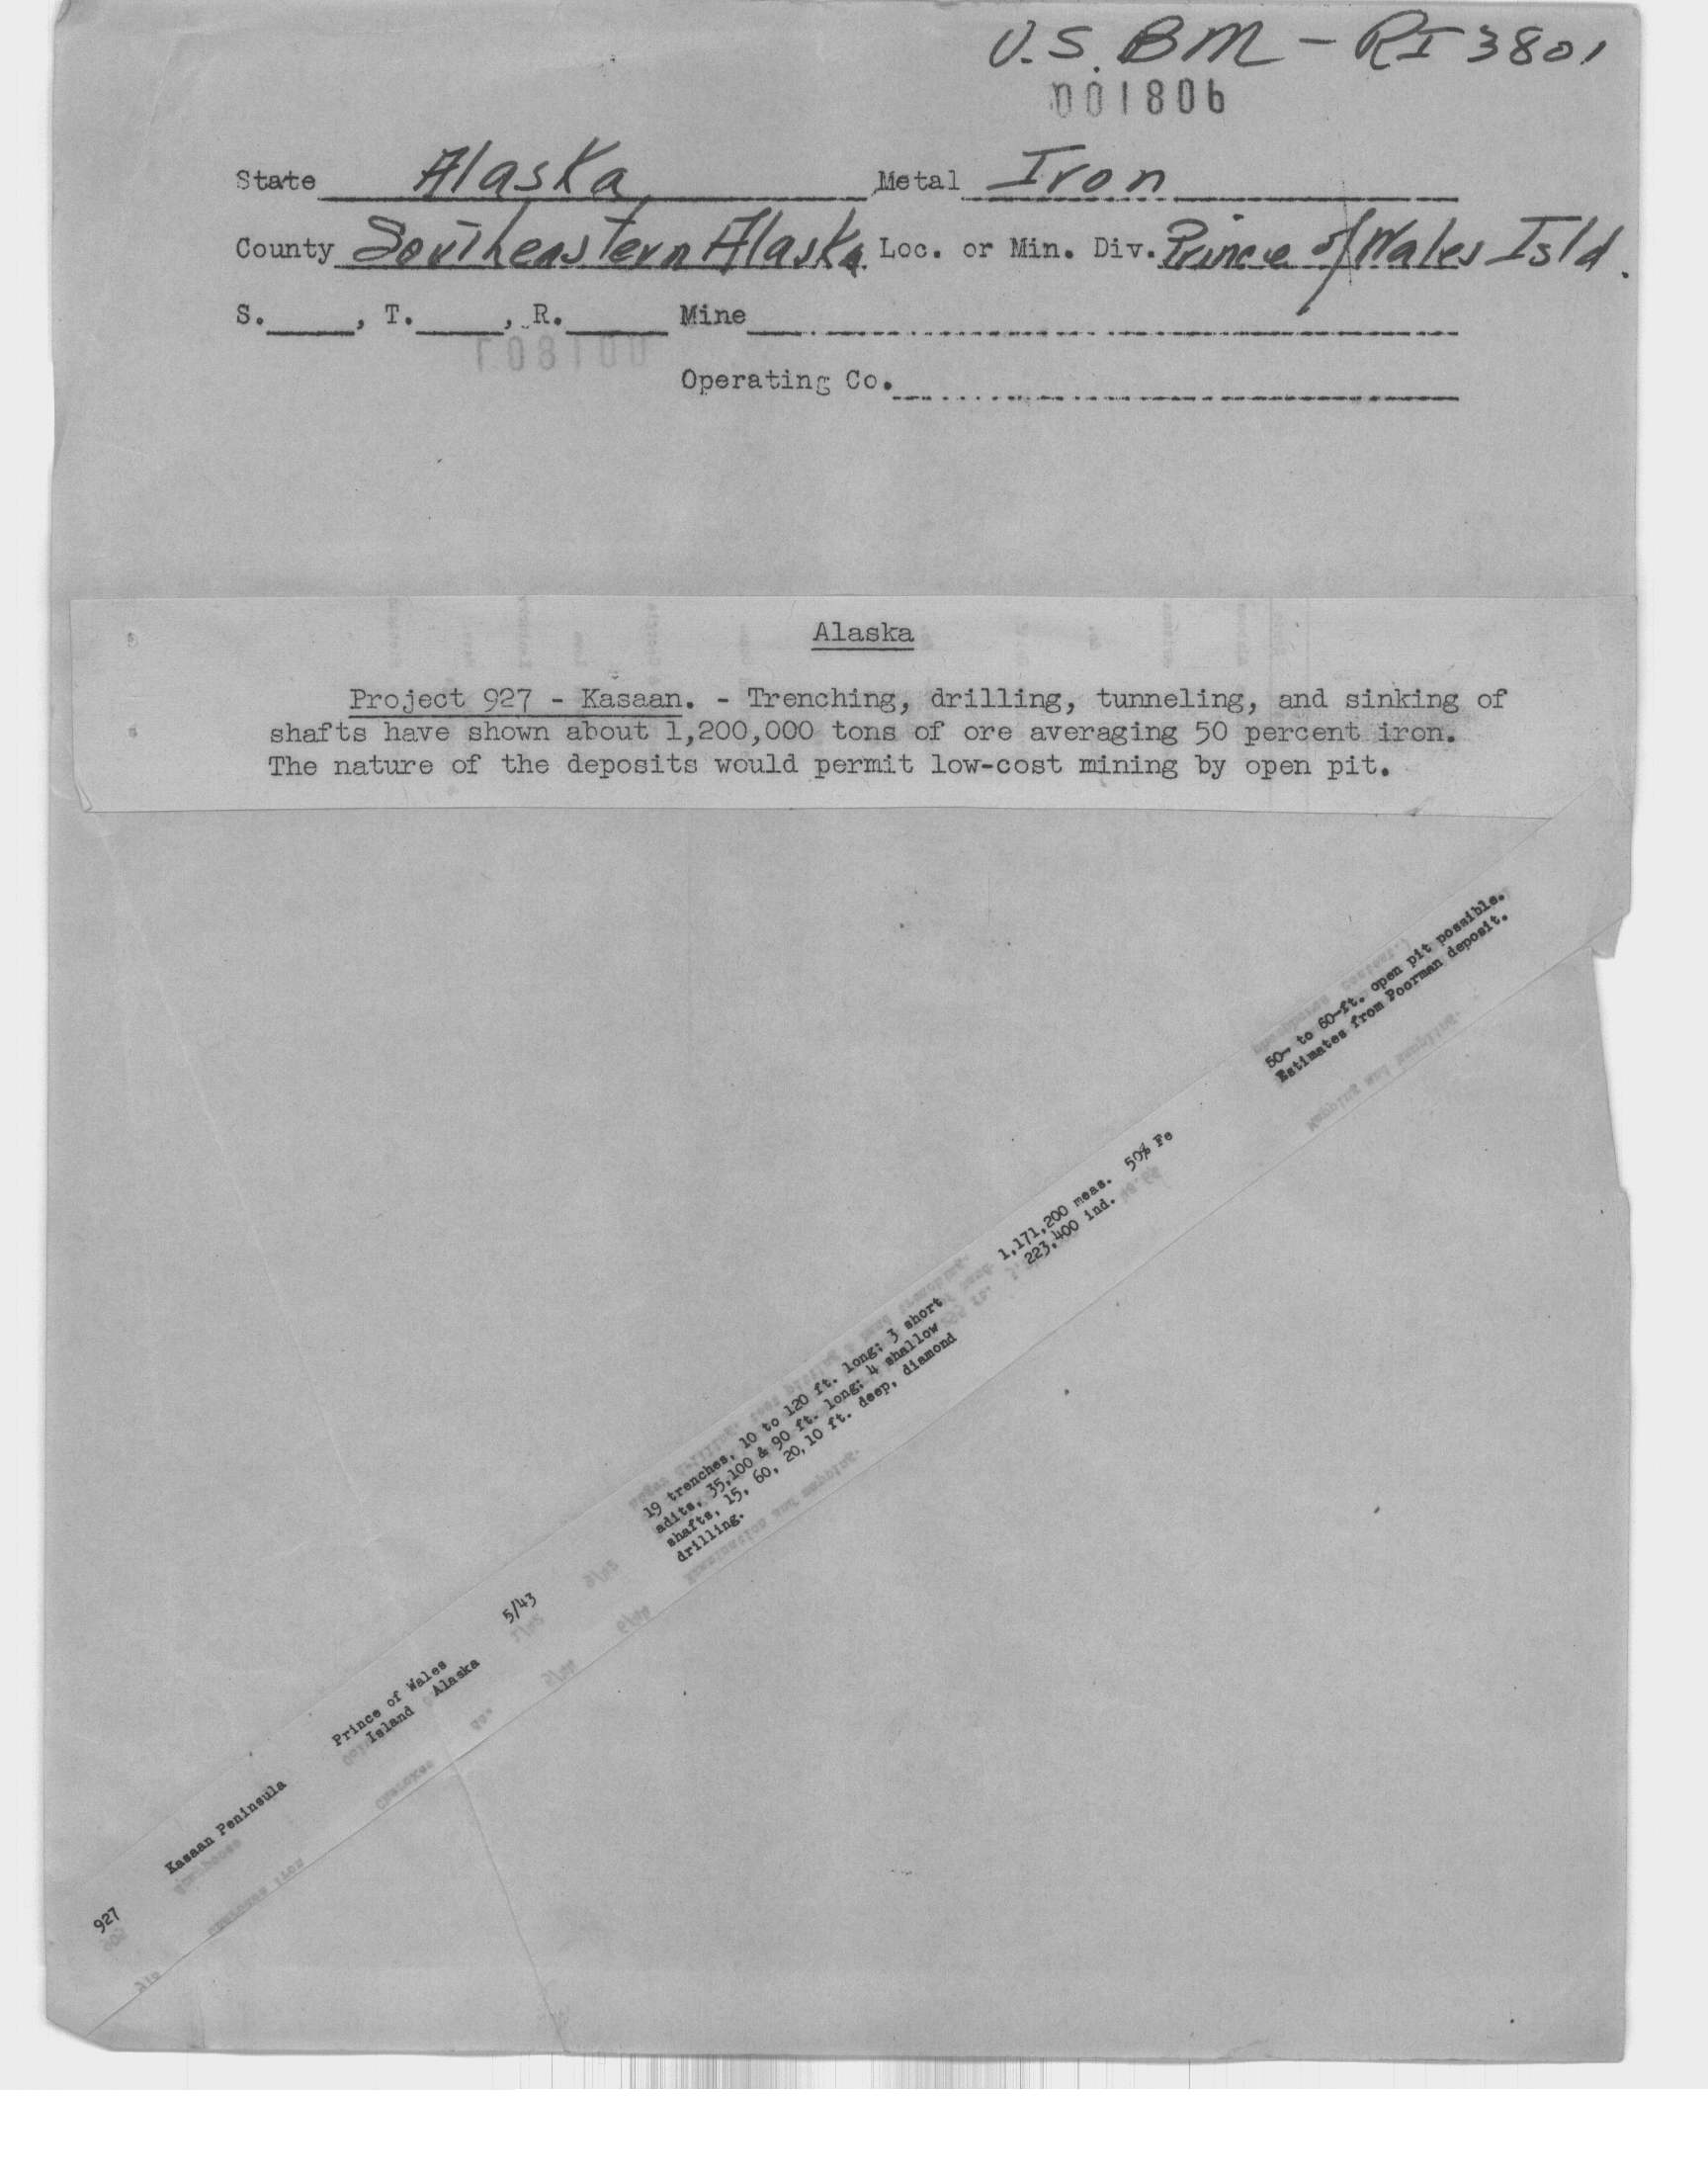 U.S. BM - RI 3801
001806
State Alaska Metal Iron
County Southeastern Alaska Loc. or Min. Div. Prince of Wales Isld.
S._____, T._____, R._____ Mine
Operating Co.
Alaska
Project 927 - Kasaan. - Trenching, drilling, tunneling, and sinking of
shafts have shown about 1,200,000 tons of ore averaging 50 percent iron.
The nature of the deposits would permit low-cost mining by open pit.
927
Kasaan Peninsula
Prince of Wales
Island Alaska
5/43
19 trenches, 10 to 120 ft. long; 3 short
adits, 35,100 & 90 ft. long; 4 shallow
shafts, 15, 60, 20,10 ft. deep, diamond
drilling.
1,171,200 meas. 50% Fe
223,400 ind.
50- to 60-ft. open pit possible.
Estimates from Poorman deposit.